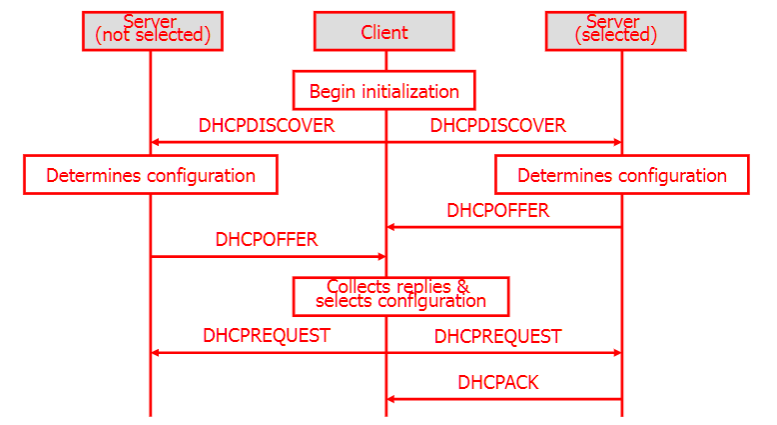 Server
(not selected)
Client
Server
(selected)
Begin initialization
DHCPDISCOVER
DHCPDISCOVER
Determines configuration
Determines configuration
DHCPOFFER
DHCPOFFER
Collects replies &
selects configuration
DHCPREQUEST
DHCPREQUEST
DHCPACK